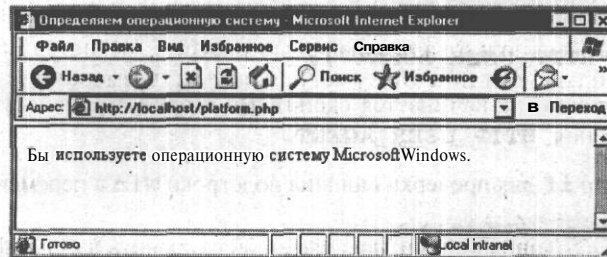 Определяем операционную систему - Microsoft Internet Explorer
Файл Правка Вид Избранное Сервис Справка
Назад Поиск Избранное »
Адрес: http://localhost/platform.php в Переход
Бы используете операционную систему MicrosoftWindows.
Готово Local intranet